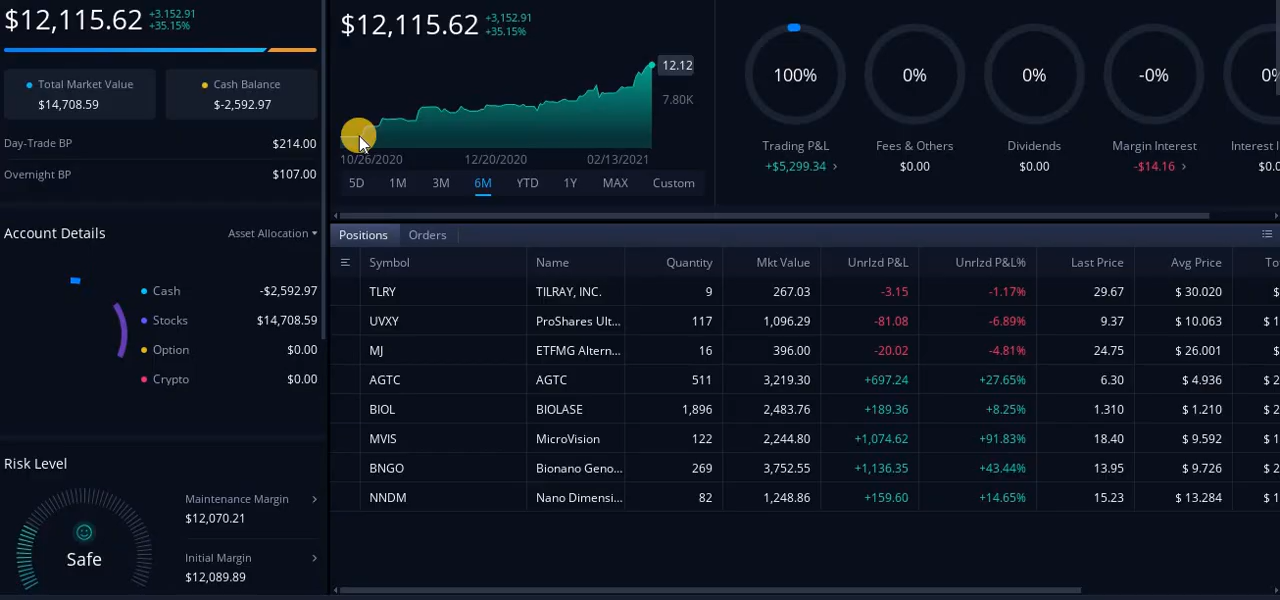 $12,115.62 +3.152.91
+35.15%
Total Market Value
$14,708.59
Cash Balance
$-2,592.97
Day-Trade BP $214.00
Overnight BP $107.00
Account Details Asset Allocation
Cash -$2,592.97
Stocks $14,708.59
Option $0.00
Crypto $0.00
Risk Level
Safe
Maintenance Margin
$12,070.21
Initial Margin
$12,089.89
$12,115.62 +3,152.91
+35.15%
12.12
7.80K
10/26/2020 12/20/2020 02/13/2021
5D 1M 3M 6M YTD 1Y MAX Custom
100% 0% 0% -0% 0%
Trading P&L Fees & Others Dividends Margin Interest Interest I
+$5,299.34 $0.00 $0.00 -$14.16 $0.0
Positions Orders
Symbol Name Quantity Mkt Value Unrlzd P&L Unrlzd P&L% Last Price Avg Price To
TLRY TILRAY, INC. 9 267.03 -3.15 -1.17% 29.67 $ 30.020 $
UVXY ProShares Ult... 117 1,096.29 -81.08 -6.89% 9.37 $ 10.063 $ 1
MJ ETFMG Altern... 16 396.00 -20.02 -4.81% 24.75 $ 26.001 $
AGTC AGTC 511 3,219.30 +697.24 +27.65% 6.30 $ 4.936 $ 2
BIOL BIOLASE 1,896 2,483.76 +189.36 +8.25% 1.310 $ 1.210 $ 2
MVIS MicroVision 122 2,244.80 +1,074.62 +91.83% 18.40 $ 9.592 $ 1
BNGO Bionano Geno... 269 3,752.55 +1,136.35 +43.44% 13.95 $ 9.726 $ 2
NNDM Nano Dimensi... 82 1,248.86 +159.60 +14.65% 15.23 $ 13.284 $ 1